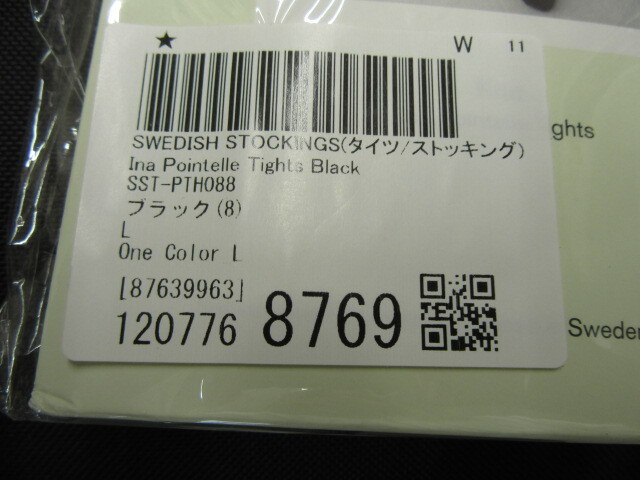 ★ W 11
SWEDISH STOCKINGS(タイツ/ストッキング)
Ina Pointelle Tights Black
SST-PTH088
ブラック(8)
L
One Color L
[87639963]
120776 8769
ghts
Sweden